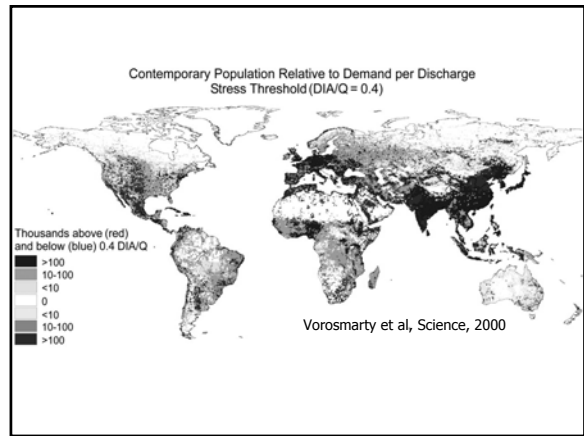 Contemporary Population Relative to Demand per Discharge
Stress Threshold (DIA/Q = 0.4)
Thousands above (red)
and below (blue) 0.4 DIA/Q
>100
10-100
<10
0
<10
10-100
>100
Vorosmarty et al, Science, 2000